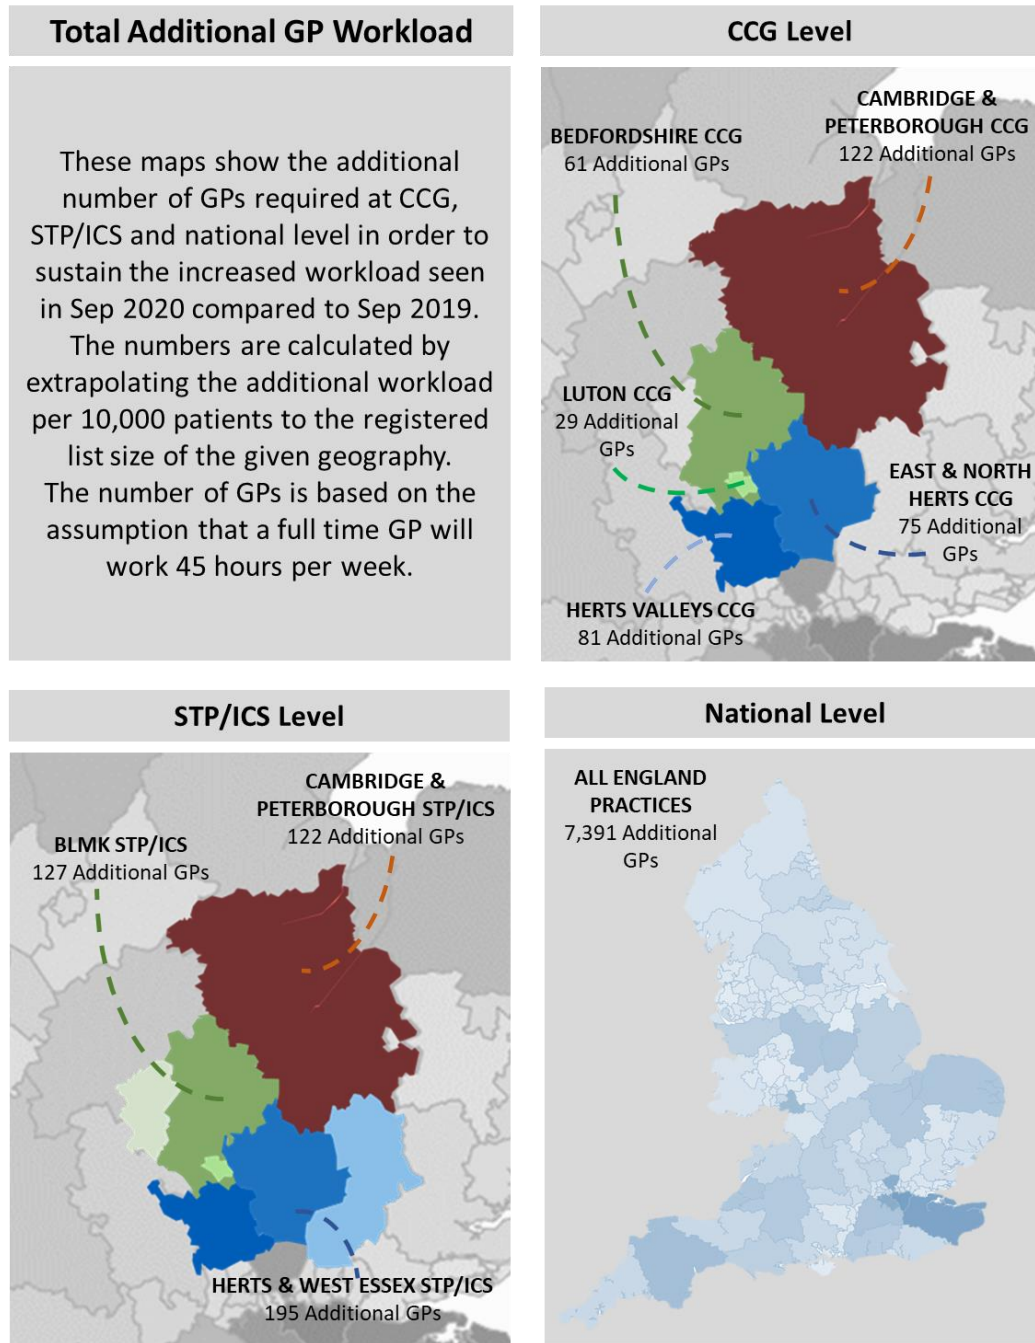 Total Additional GP Workload
These maps show the additional
number of GPs required at CCG,
STP/ICS and national level in order to
sustain the increased workload seen
in Sep 2020 compared to Sep 2019.
The numbers are calculated by
extrapolating the additional workload
per 10,000 patients to the registered
list size of the given geography.
The number of GPs is based on the
assumption that a full time GP will
work 45 hours per week.
CCG Level
CAMBRIDGE &
PETERBOROUGH CCG
122 Additional GPs
BEDFORDSHIRE CCG
61 Additional GPs
LUTON CCG
29 Additional
GPs
EAST & NORTH
HERTS CCG
75 Additional
GPs
HERTS VALLEYS CCG
81 Additional GPs
STP/ICS Level
CAMBRIDGE &
PETERBOROUGH STP/ICS
122 Additional GPs
BLMK STP/ICS
127 Additional GPs
HERTS & WEST ESSEX STP/ICS
195 Additional GPs
National Level
ALL ENGLAND
PRACTICES
7,391 Additional
GPs